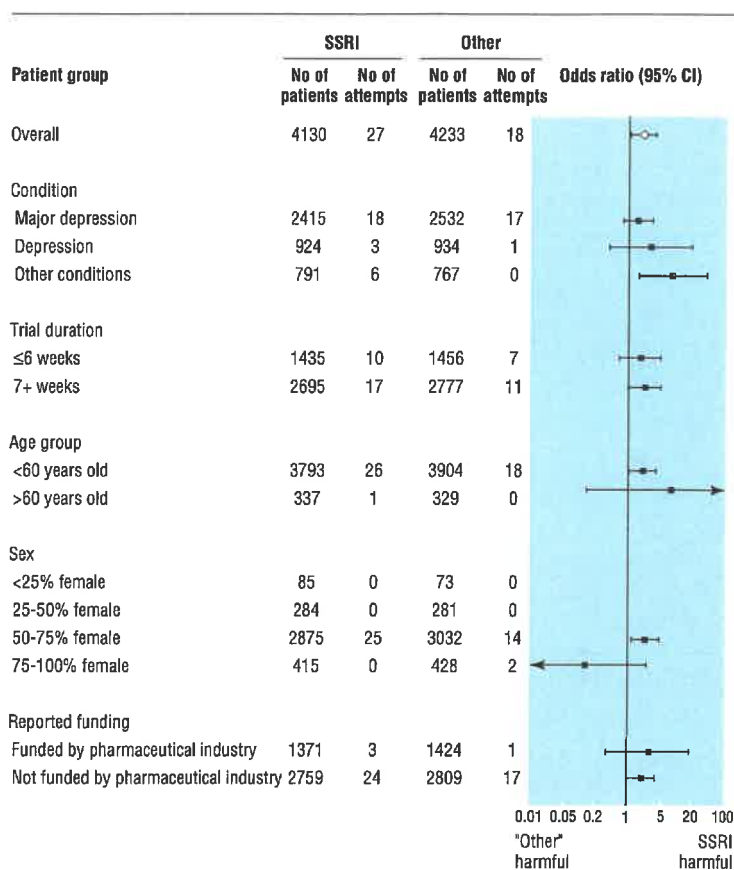 SSRI Other
Patient group No of patients No of attempts No of patients No of attempts Odds ratio (95% CI)
Overall 4130 27 4233 18
Condition
Major depression 2415 18 2532 17
Depression 924 3 934 1
Other conditions 791 6 767 0
Trial duration
≤6 weeks 1435 10 1456 7
7+ weeks 2695 17 2777 11
Age group
<60 years old 3793 26 3904 18
>60 years old 337 1 329 0
Sex
<25% female 85 0 73 0
25-50% female 284 0 281 0
50-75% female 2875 25 3032 14
75-100% female 415 0 428 2
Reported funding
Funded by pharmaceutical industry 1371 3 1424 1
Not funded by pharmaceutical industry 2759 24 2809 17
0.01 0.05 0.2 1 5 20 100
"Other" harmful SSRI harmful